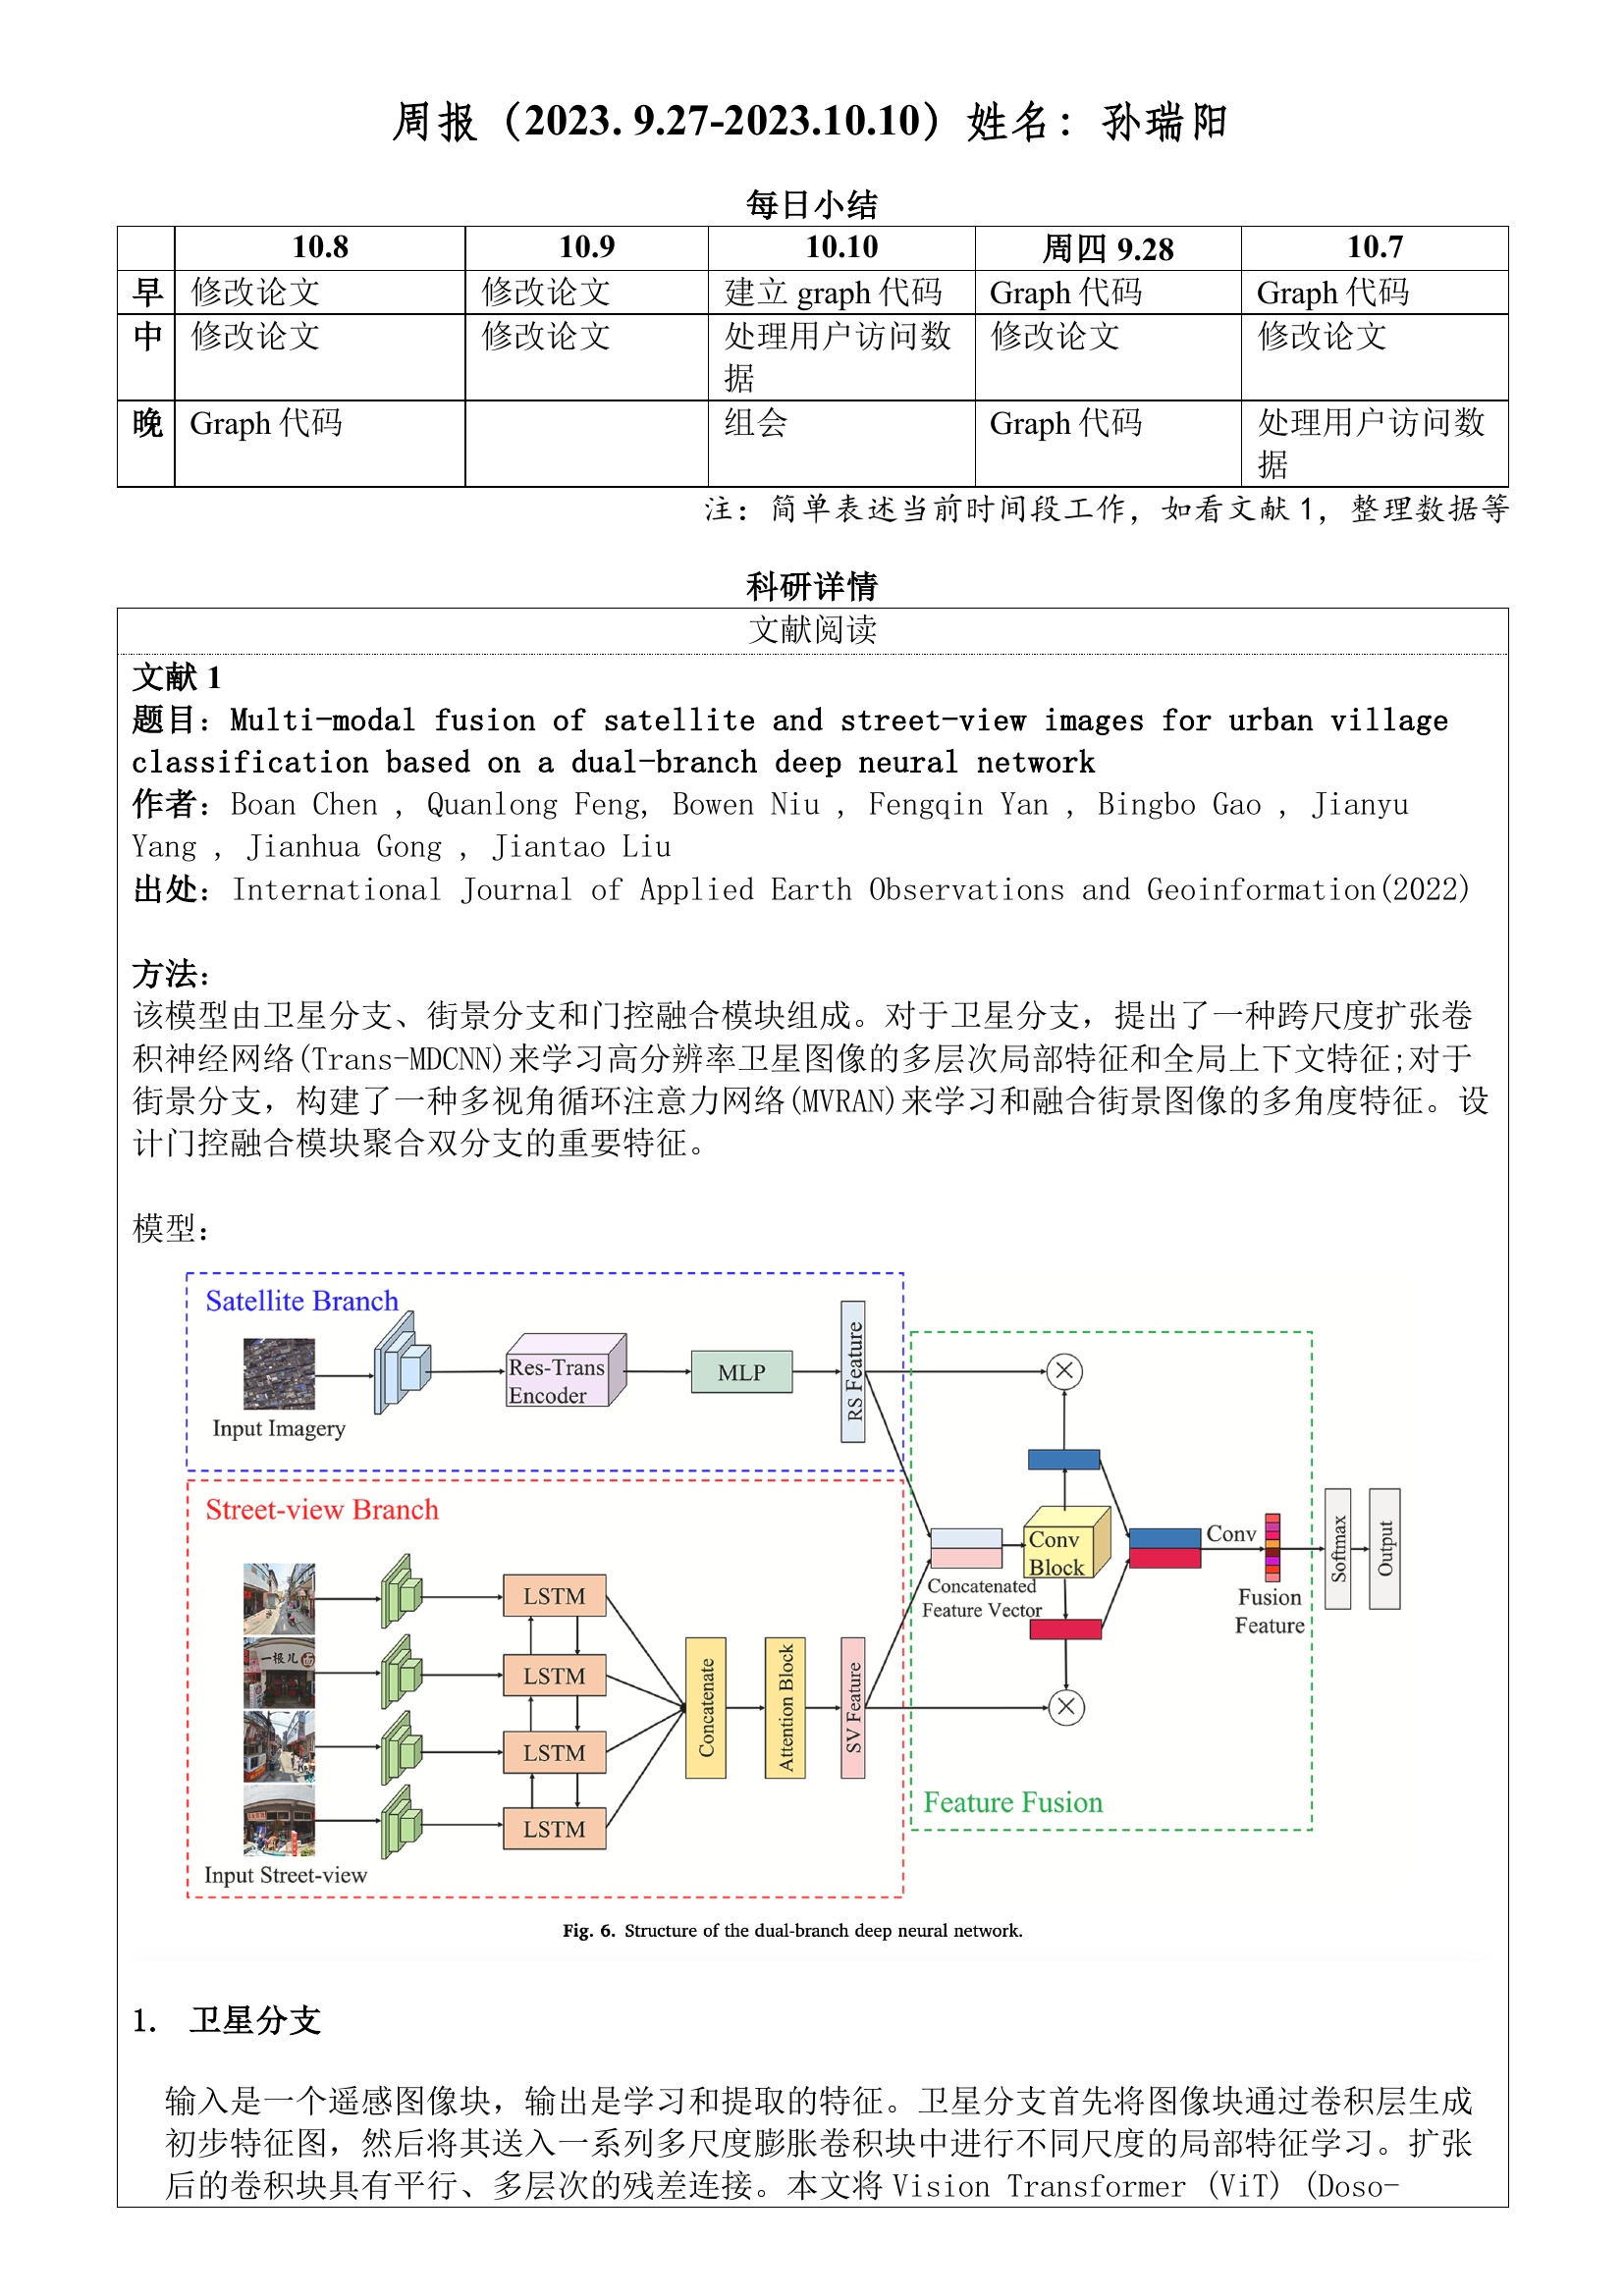 周报（2023. 9.27-2023.10.10）姓名：孙瑞阳
每日小结
10.8 10.9 10.10 周四 9.28 10.7
早 修改论文 修改论文 建立 graph 代码 Graph 代码 Graph 代码
中 修改论文 修改论文 处理用户访问数据 修改论文 修改论文
晚 Graph 代码 组会 Graph 代码 处理用户访问数据
注：简单表述当前时间段工作，如看文献 1，整理数据等
科研详情
文献阅读
文献 1
题目：Multi-modal fusion of satellite and street-view images for urban village
classification based on a dual-branch deep neural network
作者：Boan Chen , Quanlong Feng, Bowen Niu , Fengqin Yan , Bingbo Gao , Jianyu
Yang , Jianhua Gong , Jiantao Liu
出处：International Journal of Applied Earth Observations and Geoinformation(2022)
方法：
该模型由卫星分支、街景分支和门控融合模块组成。对于卫星分支，提出了一种跨尺度扩张卷
积神经网络(Trans-MDCNN)来学习高分辨率卫星图像的多层次局部特征和全局上下文特征;对于
街景分支，构建了一种多视角循环注意力网络(MVRAN)来学习和融合街景图像的多角度特征。设
计门控融合模块聚合双分支的重要特征。
模型：
Satellite Branch
Input Imagery
Res-Trans
Encoder
MLP
RS Feature
Street-view Branch
LSTM
LSTM
LSTM
LSTM
一根儿面
Input Street-view
Concatenate
Attention Block
SV Feature
Concatenated
Feature Vector
Conv
Block
Conv
Fusion
Feature
Feature Fusion
Softmax
Output
Fig. 6. Structure of the dual-branch deep neural network.
1. 卫星分支
输入是一个遥感图像块，输出是学习和提取的特征。卫星分支首先将图像块通过卷积层生成
初步特征图，然后将其送入一系列多尺度膨胀卷积块中进行不同尺度的局部特征学习。扩张
后的卷积块具有平行、多层次的残差连接。本文将 Vision Transformer (ViT) (Doso-